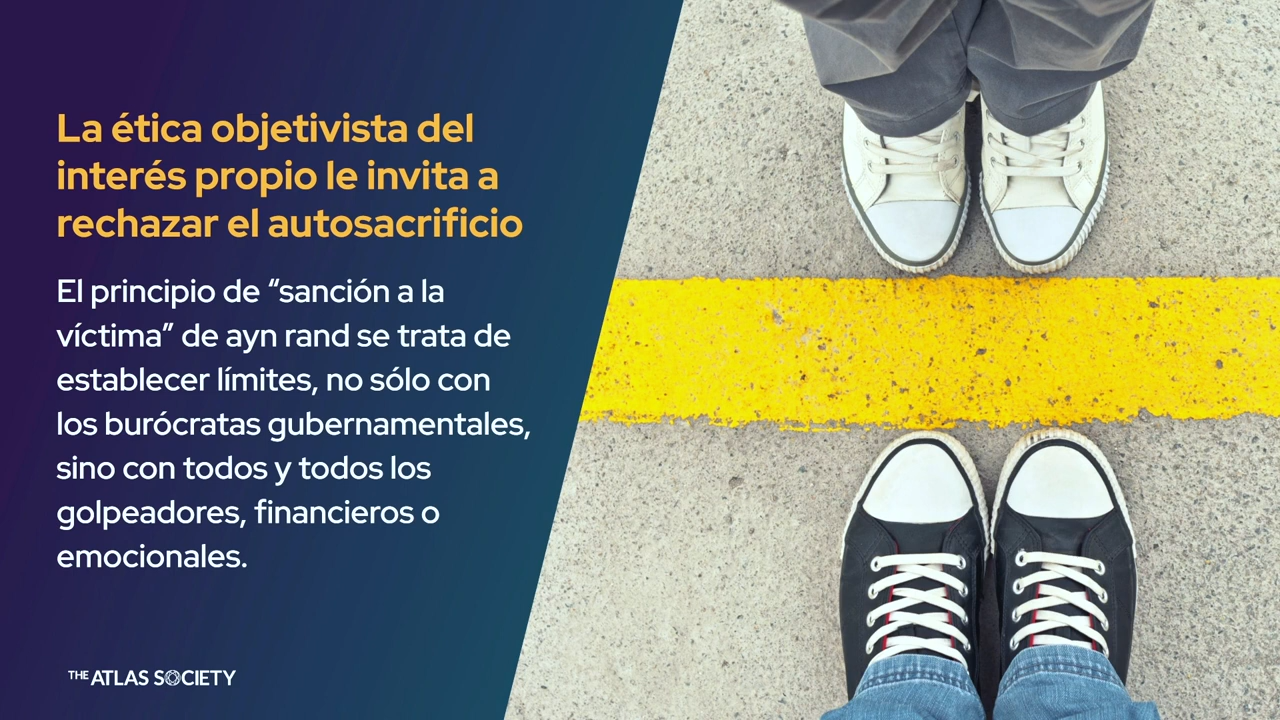 La ética objetivista del
interés propio le invita a
rechazar el autosacrificio
El principio de “sanción a la
víctima” de ayn rand se trata de
establecer límites, no sólo con
los burócratas gubernamentales,
sino con todos y todos los
golpeadores, financieros o
emocionales.
THE ATLAS SOCIETY